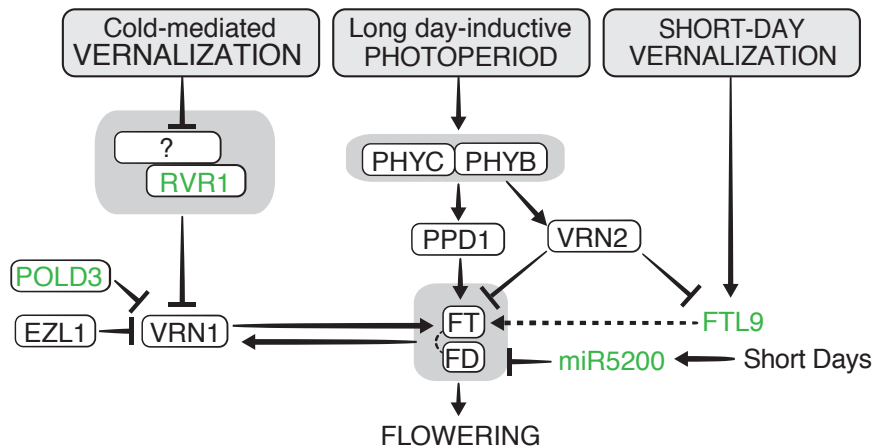 Cold-mediated
VERNALIZATION
Long day-inductive
PHOTOPERIOD
SHORT-DAY
VERNALIZATION
?
RVR1
PHYC
PHYB
PPD1
VRN2
POLD3
EZL1
VRN1
FT
FTL9
FD
miR5200
Short Days
FLOWERING